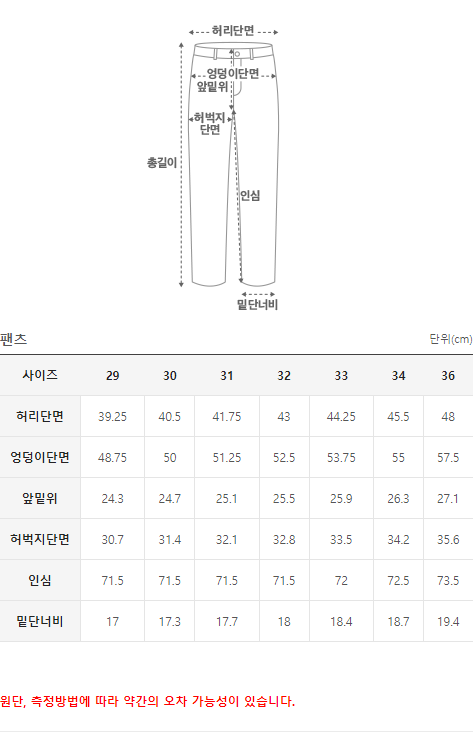 허리단면
엉덩이단면
앞밑위
허벅지
단면
총길이
인심
밑단너비
팬츠 단위(cm)
사이즈 29 30 31 32 33 34 36
허리단면 39.25 40.5 41.75 43 44.25 45.5 48
엉덩이단면 48.75 50 51.25 52.5 53.75 55 57.5
앞밑위 24.3 24.7 25.1 25.5 25.9 26.3 27.1
허벅지단면 30.7 31.4 32.1 32.8 33.5 34.2 35.6
인심 71.5 71.5 71.5 71.5 72 72.5 73.5
밑단너비 17 17.3 17.7 18 18.4 18.7 19.4
원단, 측정방법에 따라 약간의 오차 가능성이 있습니다.